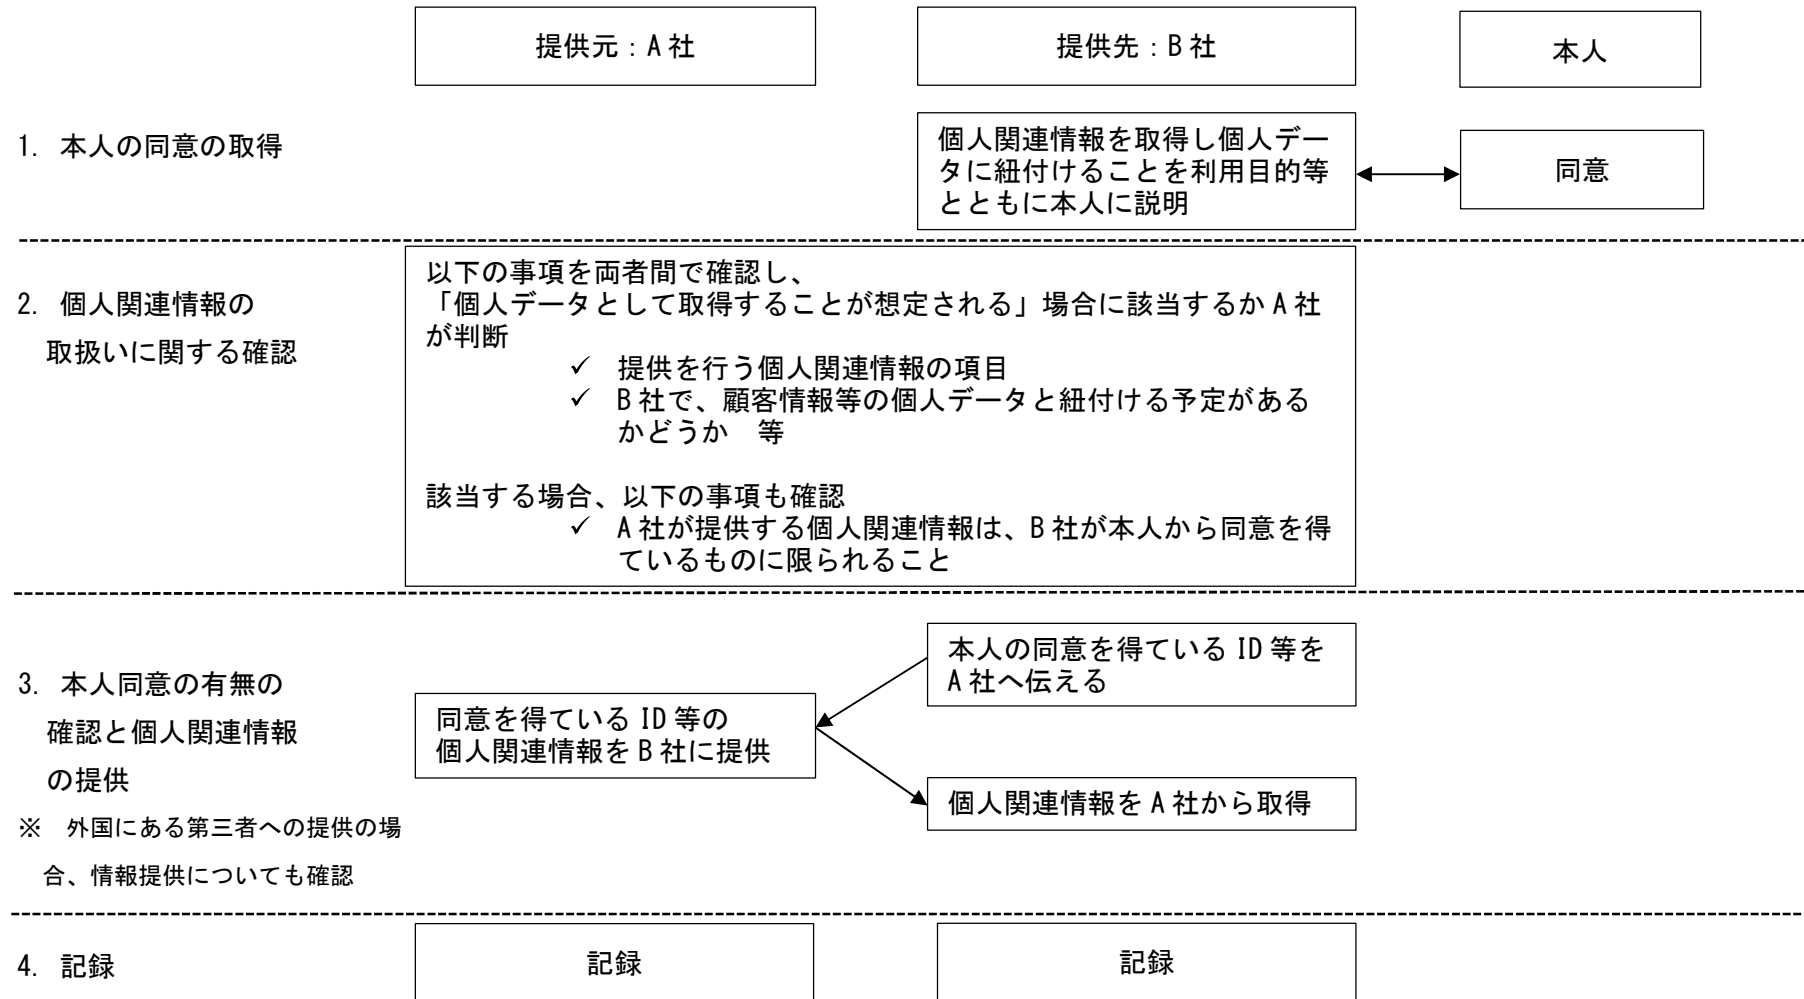 提供元：A社
提供先：B社
本人
1. 本人の同意の取得
個人関連情報を取得し個人デー
タに紐付けることを利用目的等
とともに本人に説明
同意
2. 個人関連情報の
取扱いに関する確認
以下の事項を両者間で確認し、
「個人データとして取得することが想定される」場合に該当するかA社
が判断
✓ 提供を行う個人関連情報の項目
✓ B社で、顧客情報等の個人データと紐付ける予定がある
かどうか　等
該当する場合、以下の事項も確認
✓ A社が提供する個人関連情報は、B社が本人から同意を得
ているものに限られること
3. 本人同意の有無の
確認と個人関連情報
の提供
※　外国にある第三者への提供の場
合、情報提供についても確認
本人の同意を得ているID等を
A社へ伝える
同意を得ているID等の
個人関連情報をB社に提供
個人関連情報をA社から取得
4. 記録
記録
記録